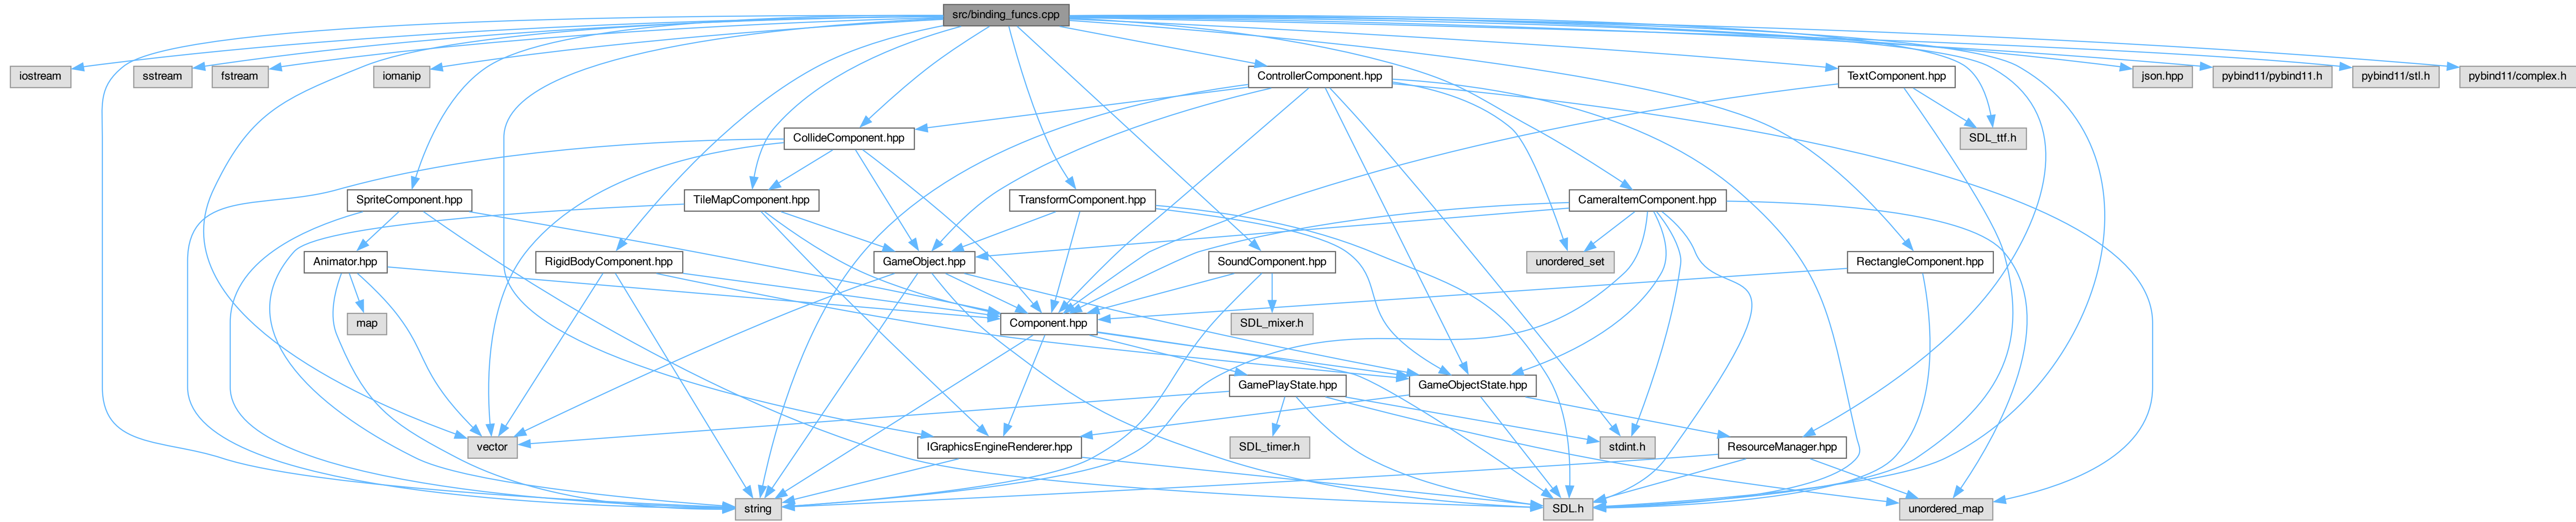 src/binding_funcs.cpp
iostream
sstream
fstream
iomanip
ControllerComponent.hpp
TextComponent.hpp
json.hpp
pybind11/pybind11.h
pybind11/stl.h
pybind11/complex.h
CollideComponent.hpp
SDL_ttf.h
SpriteComponent.hpp
TileMapComponent.hpp
TransformComponent.hpp
CameraItemComponent.hpp
Animator.hpp
RigidBodyComponent.hpp
GameObject.hpp
SoundComponent.hpp
unordered_set
RectangleComponent.hpp
map
Component.hpp
SDL_mixer.h
GamePlayState.hpp
GameObjectState.hpp
vector
IGraphicsEngineRenderer.hpp
SDL_timer.h
stdint.h
ResourceManager.hpp
string
SDL.h
unordered_map